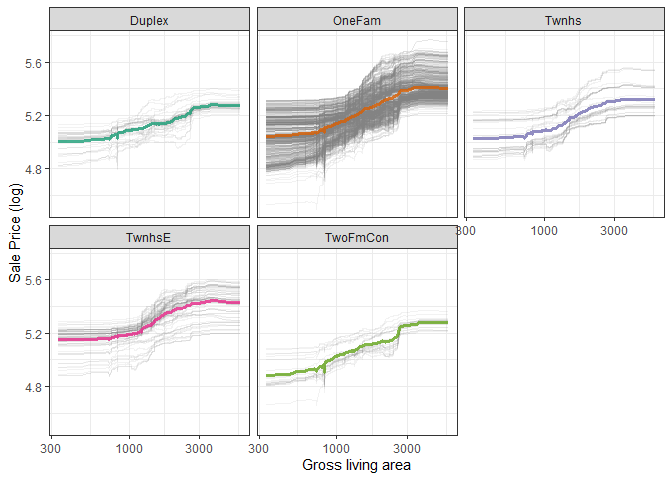 Duplex OneFam Twnhs
5.6
5.2
4.8
300 1000 3000
Sale Price (log)
TwnhsE TwoFmCon
5.6
5.2
4.8
300 1000 3000 300 1000 3000
Gross living area